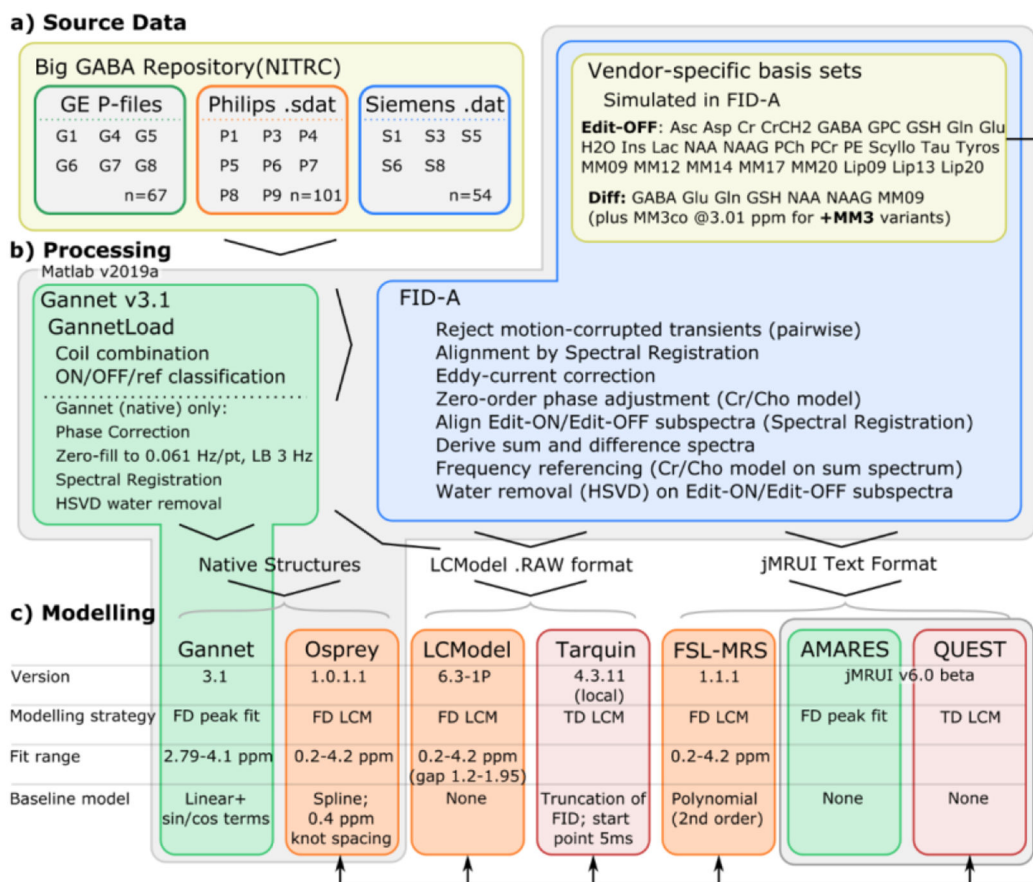 a) Source Data
Big GABA Repository(NITRC)
GE P-files
G1 G4 G5
G6 G7 G8
n=67
Philips .sdat
P1 P3 P4
P5 P6 P7
P8 P9 n=101
Siemens .dat
S1 S3 S5
S6 S8
n=54
Vendor-specific basis sets
Simulated in FID-A
Edit-OFF: Asc Asp Cr CrCH2 GABA GPC GSH Gln Glu
H2O Ins Lac NAA NAAG PCh PCr PE Scyllo Tau Tyros
MM09 MM12 MM14 MM17 MM20 Lip09 Lip13 Lip20
Diff: GABA Glu Gln GSH NAA NAAG MM09
(plus MM3co @3.01 ppm for +MM3 variants)
b) Processing
Matlab v2019a
Gannet v3.1
GannetLoad
Coil combination
ON/OFF/ref classification
Gannet (native) only:
Phase Correction
Zero-fill to 0.061 Hz/pt, LB 3 Hz
Spectral Registration
HSVD water removal
FID-A
Reject motion-corrupted transients (pairwise)
Alignment by Spectral Registration
Eddy-current correction
Zero-order phase adjustment (Cr/Cho model)
Align Edit-ON/Edit-OFF subspectra (Spectral Registration)
Derive sum and difference spectra
Frequency referencing (Cr/Cho model on sum spectrum)
Water removal (HSVD) on Edit-ON/Edit-OFF subspectra
Native Structures LCModel .RAW format jMRUI Text Format
c) Modelling
Gannet Osprey LCModel Tarquin FSL-MRS AMARES QUEST
Version 3.1 1.0.1.1 6.3-1P 4.3.11 1.1.1 jMRUI v6.0 beta
(local)
Modelling strategy FD peak fit FD LCM FD LCM TD LCM FD LCM FD peak fit TD LCM
Fit range 2.79-4.1 ppm 0.2-4.2 ppm 0.2-4.2 ppm 0.2-4.2 ppm
(gap 1.2-1.95)
Baseline model Linear+ Spline; None Truncation of Polynomial None None
sin/cos terms 0.4 ppm FID; start (2nd order)
knot spacing point 5ms